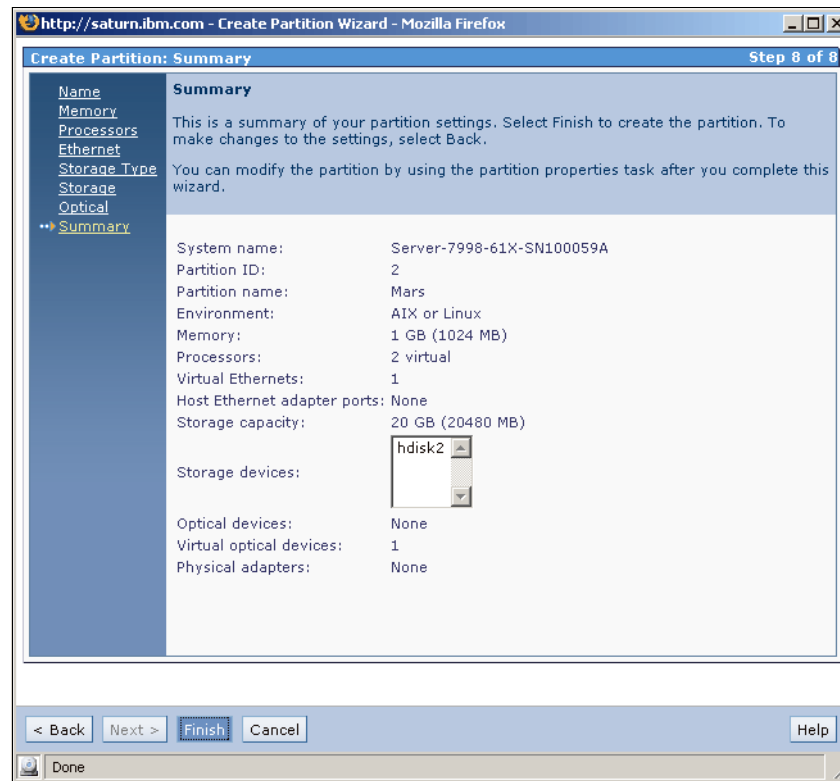 http://saturn.ibm.com - Create Partition Wizard - Mozilla Firefox
Create Partition: Summary
Step 8 of 8
Name
Memory
Processors
Ethernet
Storage Type
Storage
Optical
Summary
Summary
This is a summary of your partition settings. Select Finish to create the partition. To
make changes to the settings, select Back.
You can modify the partition by using the partition properties task after you complete this
wizard.
System name: Server-7998-61X-SN100059A
Partition ID: 2
Partition name: Mars
Environment: AIX or Linux
Memory: 1 GB (1024 MB)
Processors: 2 virtual
Virtual Ethernets: 1
Host Ethernet adapter ports: None
Storage capacity: 20 GB (20480 MB)
Storage devices: hdisk2
Optical devices: None
Virtual optical devices: 1
Physical adapters: None
< Back Next > Finish Cancel Help
Done